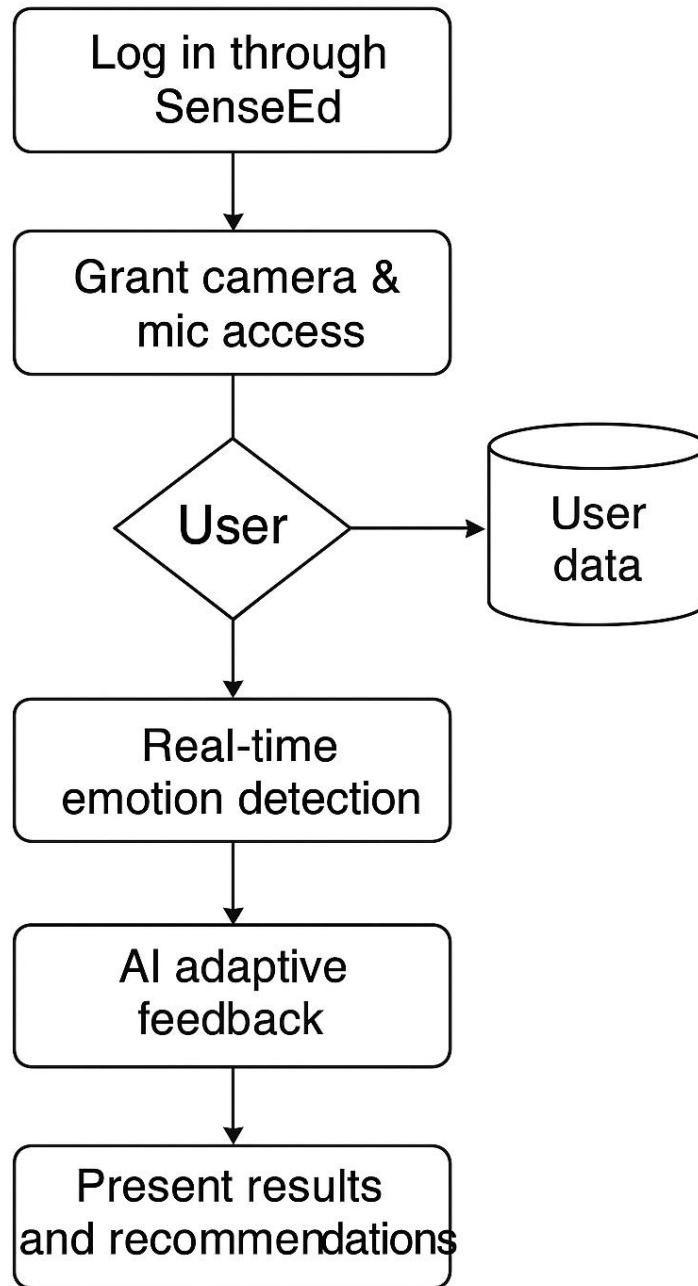 Log in through
SenseEd
Grant camera &
mic access
User
User
data
Real-time
emotion detection
AI adaptive
feedback
Present results
and recommendations